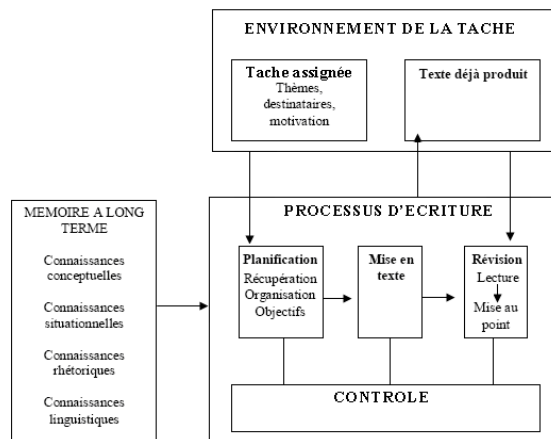 ENVIRONNEMENT DE LA TACHE
Tache assignée
Thèmes,
destinataires,
motivation
Texte déjà produit
MEMOIRE A LONG
TERME
Connaissances
conceptuelles
Connaissances
situationnelles
Connaissances
rhétoriques
Connaissances
linguistiques
PROCESSUS D'ECRITURE
Planification
Récupération
Organisation
Objectifs
Mise en
texte
Révision
Lecture
Mise au
point
CONTROLE